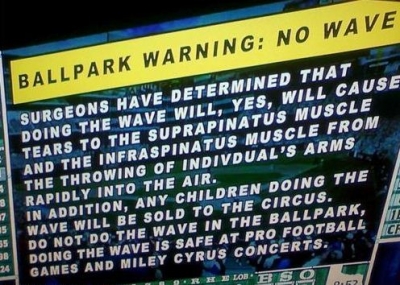 BALLPARK WARNING: NO WAVE
SURGEONS HAVE DETERMINED THAT
DOING THE WAVE WILL, YES, WILL CAUSE
TEARS TO THE SUPRAPINATUS MUSCLE
AND THE INFRASPINATUS MUSCLE FROM
THE THROWING OF INDIVDUAL'S ARMS
RAPIDLY INTO THE AIR.
IN ADDITION, ANY CHILDREN DOING THE
WAVE WILL BE SOLD TO THE CIRCUS.
DO NOT DO THE WAVE IN THE BALLPARK,
DOING THE WAVE IS SAFE AT PRO FOOTBALL
GAMES AND MILEY CYRUS CONCERTS.
R H E LOB